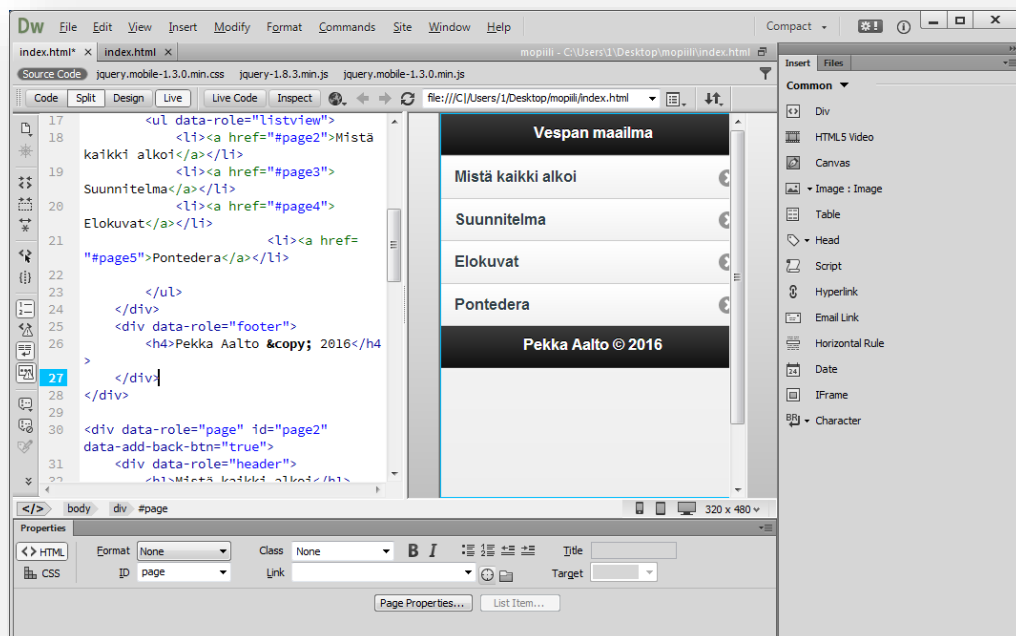 Dw File Edit View Insert Modify Format Commands Site Window Help Compact
index.html* × index.html × mopiili - C:\Users\1\Desktop\mopiili\index.html
Source Code jquery.mobile-1.3.0.min.css jquery-1.8.3.min.js jquery.mobile-1.3.0.min.js
Code Split Design Live Live Code Inspect file:///C|/Users/1/Desktop/mopiili/index.html
17 <ul data-role="listview">
18 <li><a href="#page2">Mistä
kaikki alkoi</a></li>
19 <li><a href="#page3">
Suunnitelma</a></li>
20 <li><a href="#page4">
Elokuvat</a></li>
21 <li><a href=
"#page5">Pontedera</a></li>
22
23 </ul>
24 </div>
25 <div data-role="footer">
26 <h4>Pekka Aalto &copy; 2016</h4
>
27 </div>
28 </div>
29
30 <div data-role="page" id="page2"
data-add-back-btn="true">
31 <div data-role="header">
32 <h1>Mistä kaikki alkoi</h1>
Vespan maailma
Mistä kaikki alkoi
Suunnitelma
Elokuvat
Pontedera
Pekka Aalto © 2016
</> body div #page 320 x 480
Properties
<> HTML Format None Class None B I Title
CSS ID page Link Target
Page Properties... List Item...
Insert Files
Common
Div
HTML5 Video
Canvas
Image : Image
Table
Head
Script
Hyperlink
Email Link
Horizontal Rule
24 Date
IFrame
BR Character